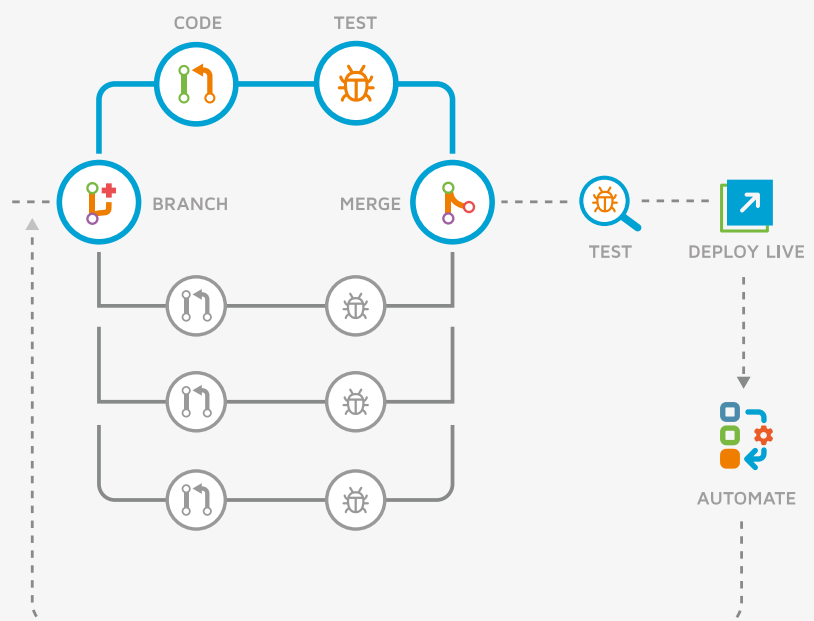 CODE
TEST
BRANCH
MERGE
TEST
DEPLOY LIVE
AUTOMATE